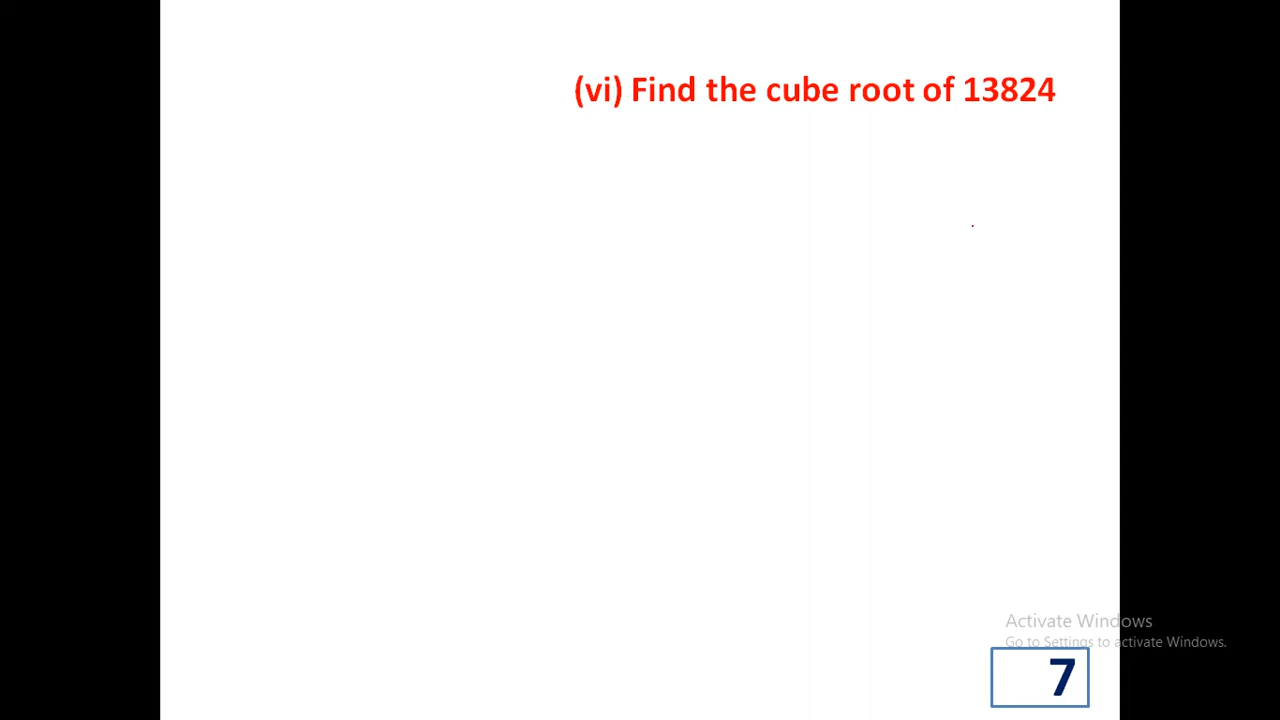 (vi) Find the cube root of 13824
Activate Windows
Go to Settings to activate Windows.
7